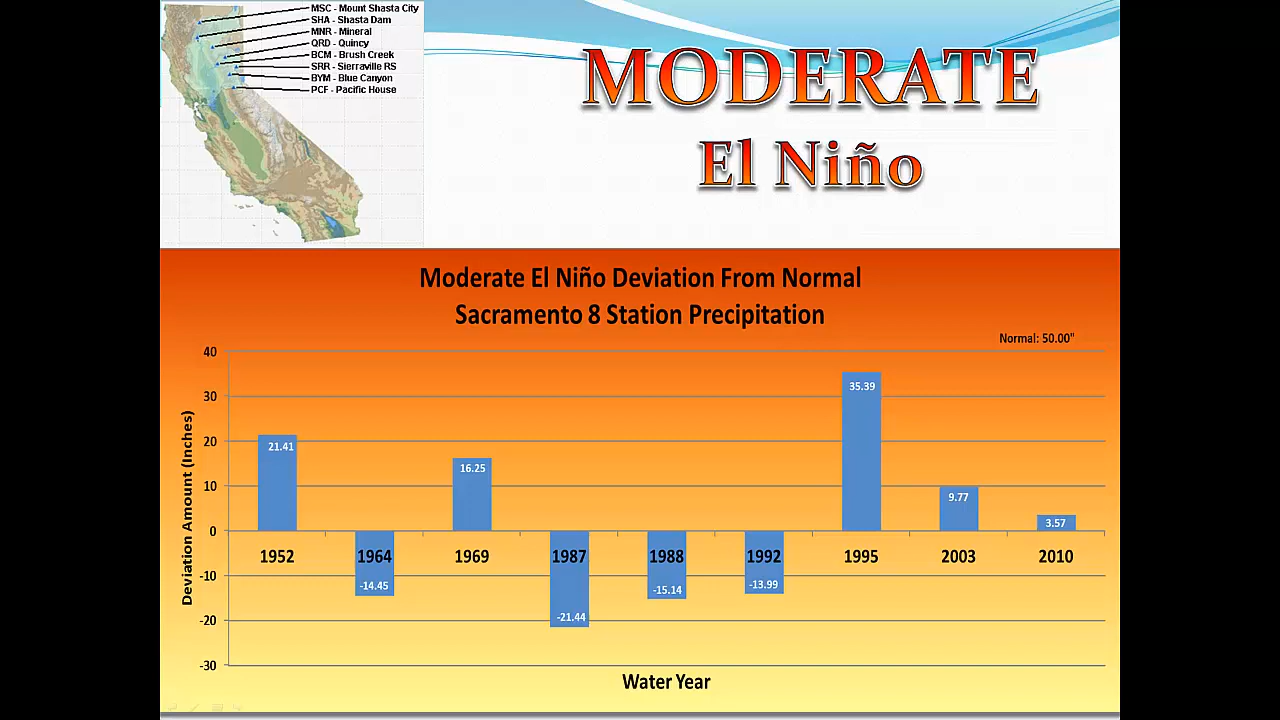 MSC - Mount Shasta City
SHA - Shasta Dam
MNR - Mineral
QRD - Quincy
BCM - Brush Creek
SRR - Sierraville RS
BYM - Blue Canyon
PCF - Pacific House
MODERATE
El Niño
Moderate El Niño Deviation From Normal
Sacramento 8 Station Precipitation
Normal: 50.00"
Deviation Amount (Inches)
40
30
20
10
0
-10
-20
-30
21.41
-14.45
16.25
-21.44
-15.14
-13.99
35.39
9.77
3.57
1952 1964 1969 1987 1988 1992 1995 2003 2010
Water Year